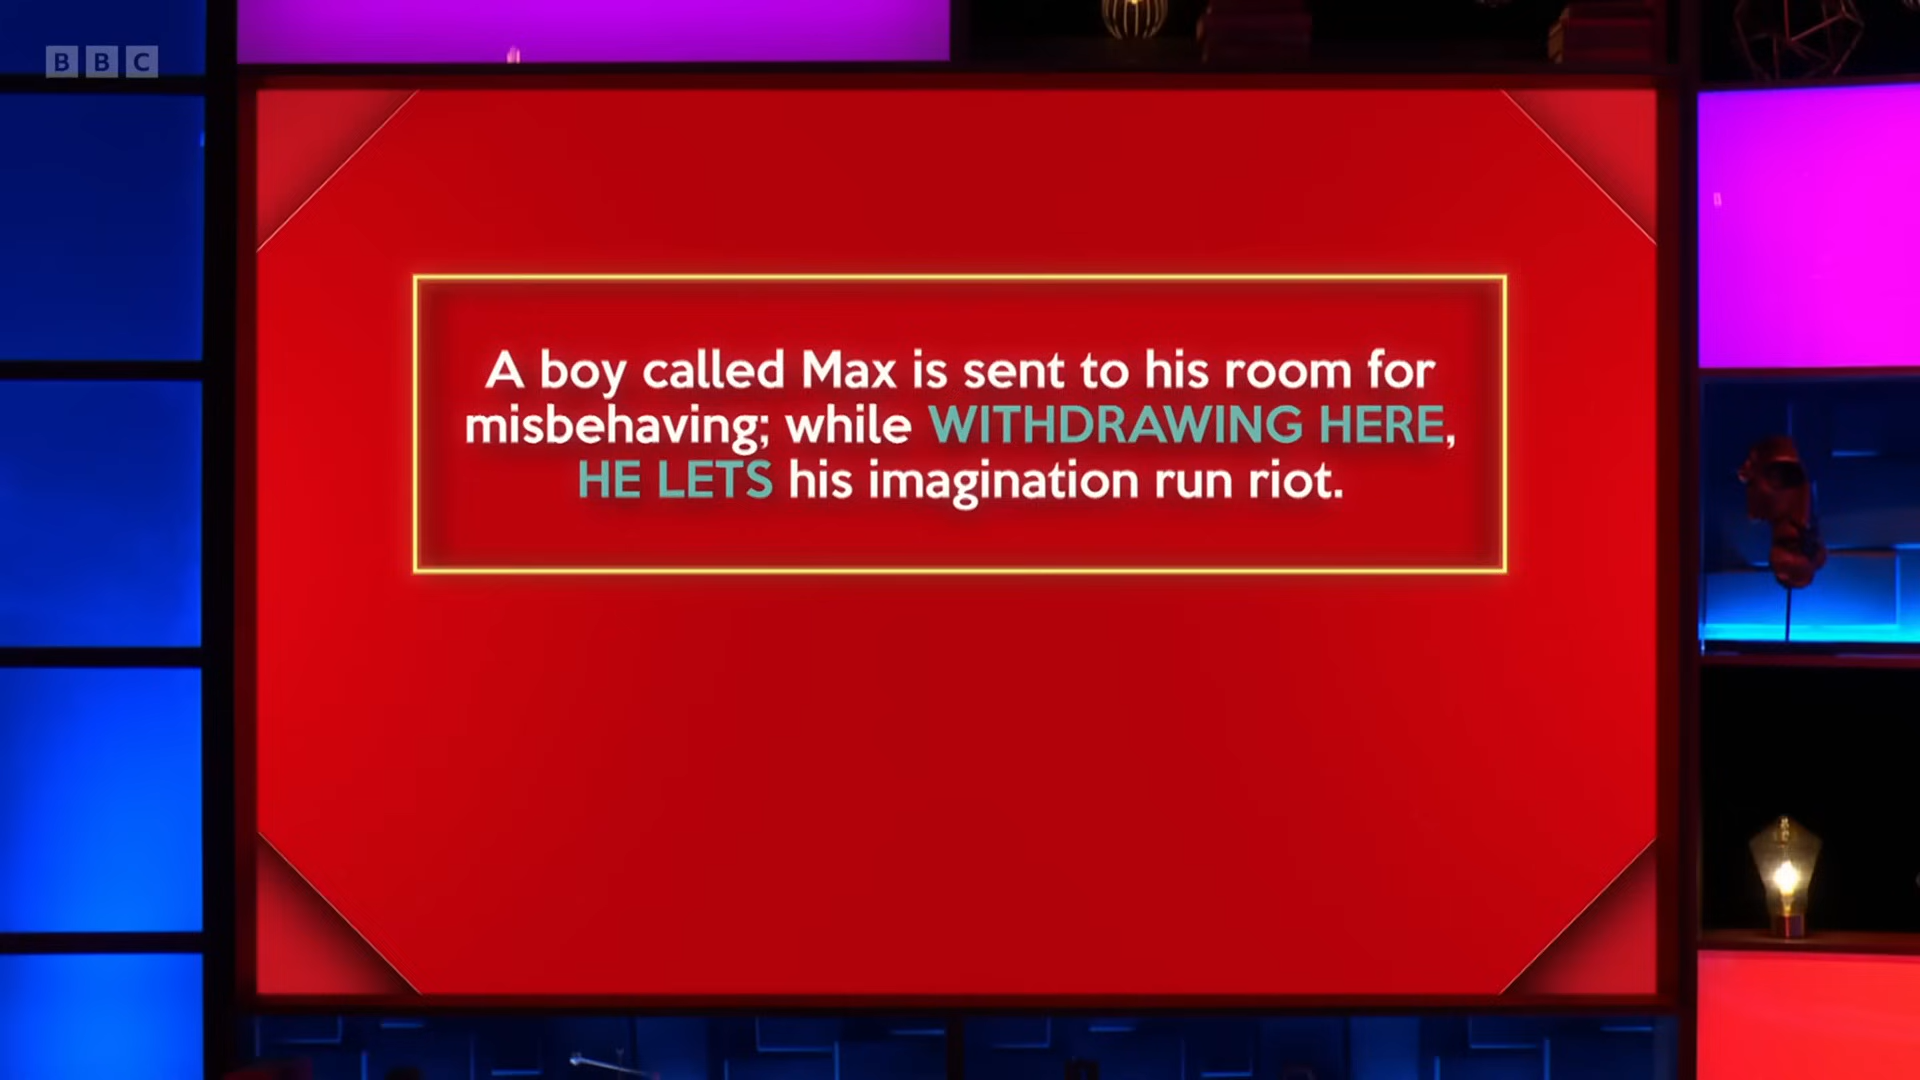 BBC
A boy called Max is sent to his room for
misbehaving; while WITHDRAWING HERE,
HE LETS his imagination run riot.